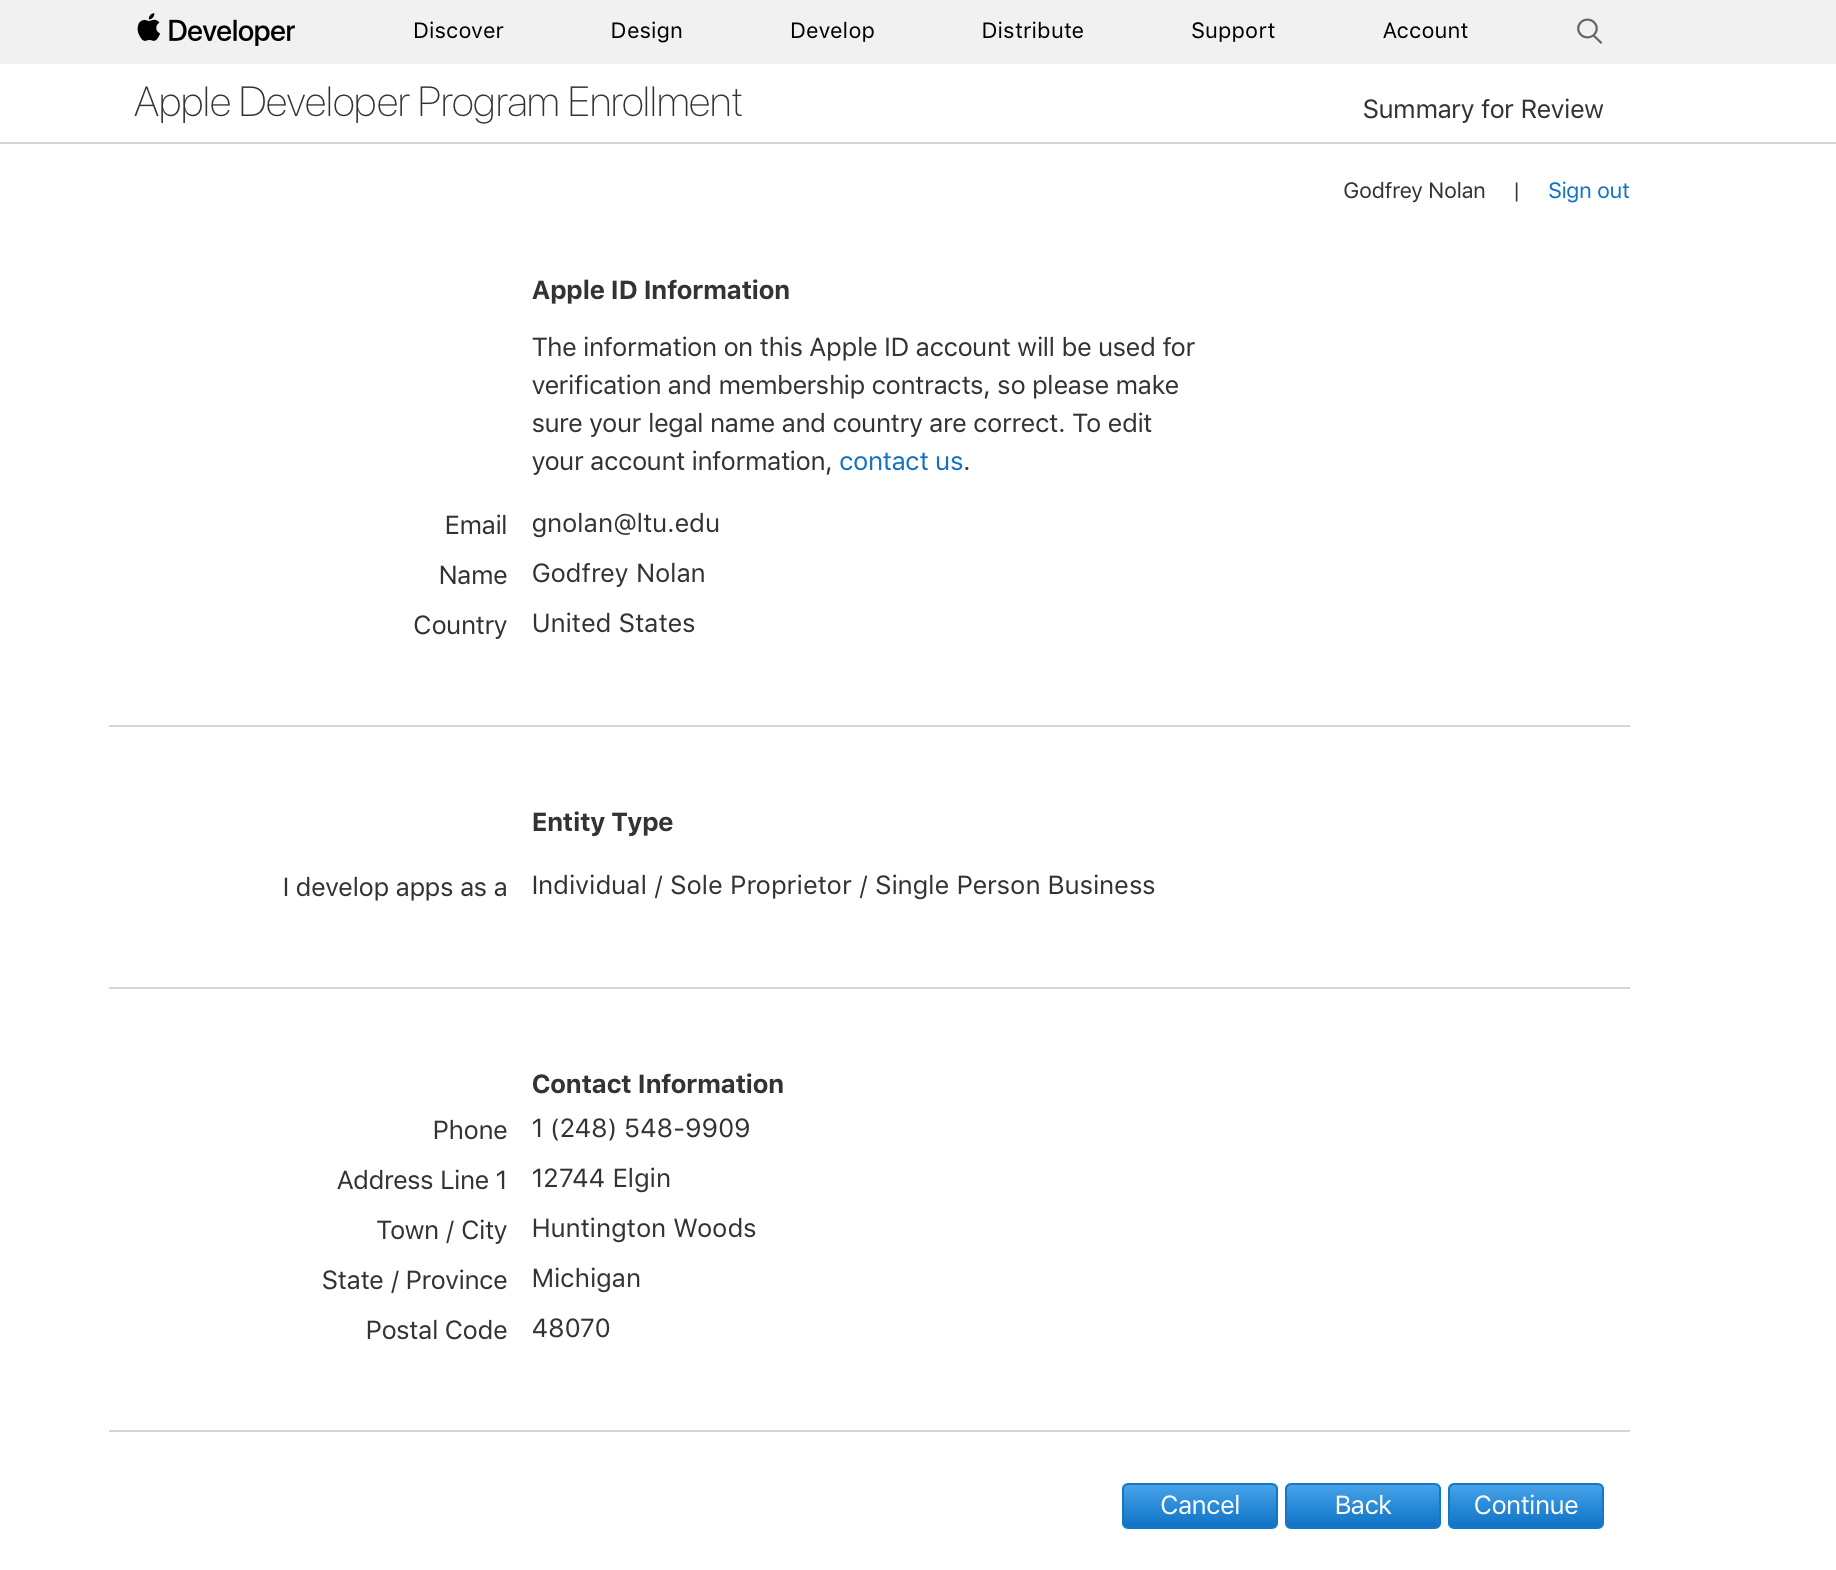 Developer Discover Design Develop Distribute Support Account
Apple Developer Program Enrollment Summary for Review
Godfrey Nolan | Sign out
Apple ID Information
The information on this Apple ID account will be used for
verification and membership contracts, so please make
sure your legal name and country are correct. To edit
your account information, contact us.
Email gnolan@ltu.edu
Name Godfrey Nolan
Country United States
Entity Type
I develop apps as a Individual / Sole Proprietor / Single Person Business
Contact Information
Phone 1 (248) 548-9909
Address Line 1 12744 Elgin
Town / City Huntington Woods
State / Province Michigan
Postal Code 48070
Cancel Back Continue